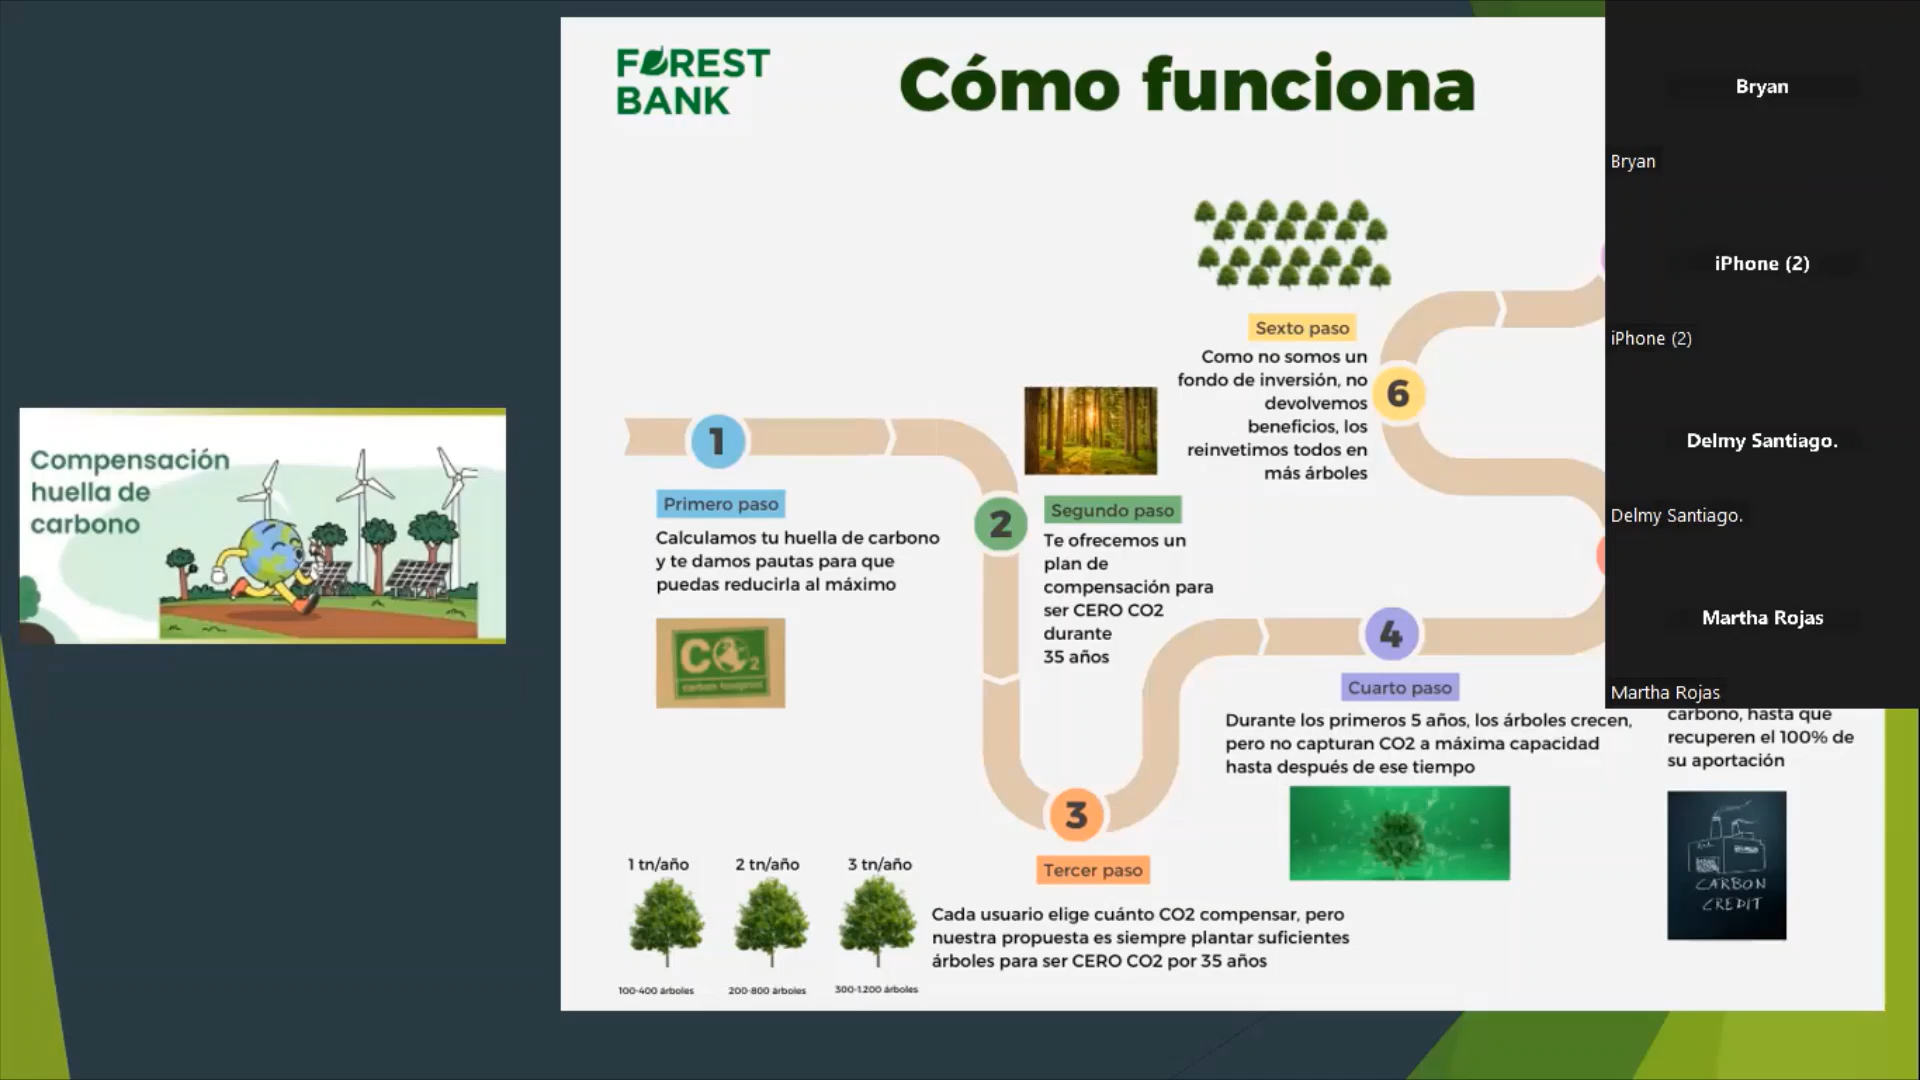 Compensación
huella de
carbono
FOREST
BANK
Cómo funciona
1
Primero paso
Calculamos tu huella de carbono
y te damos pautas para que
puedas reducirla al máximo
CO2
carbon footprint
2
Segundo paso
Te ofrecemos un
plan de
compensación para
ser CERO CO2
durante
35 años
3
Tercer paso
Cada usuario elige cuánto CO2 compensar, pero
nuestra propuesta es siempre plantar suficientes
árboles para ser CERO CO2 por 35 años
1 tn/año
2 tn/año
3 tn/año
100-400 árboles
200-800 árboles
300-1.200 árboles
4
Cuarto paso
Durante los primeros 5 años, los árboles crecen,
pero no capturan CO2 a máxima capacidad
hasta después de ese tiempo
carbono, hasta que
recuperen el 100% de
su aportación
CARBON
CREDIT
6
Sexto paso
Como no somos un
fondo de inversión, no
devolvemos
beneficios, los
reinvetimos todos en
más árboles
Bryan
Bryan
iPhone (2)
iPhone (2)
Delmy Santiago.
Delmy Santiago.
Martha Rojas
Martha Rojas